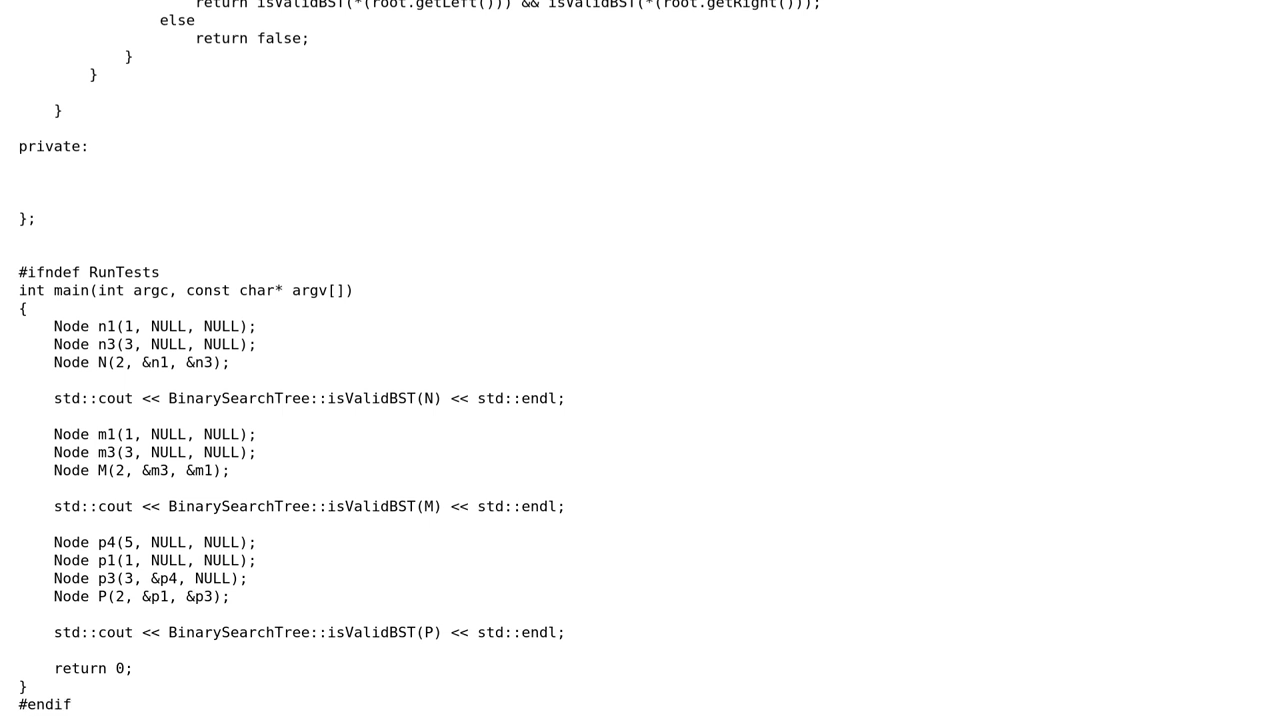 return isValidBST(*(root.getLeft())) && isValidBST(*(root.getRight()));
else
return false;
}
}
}
private:
};
#ifndef RunTests
int main(int argc, const char* argv[])
{
Node n1(1, NULL, NULL);
Node n3(3, NULL, NULL);
Node N(2, &n1, &n3);
std::cout << BinarySearchTree::isValidBST(N) << std::endl;
Node m1(1, NULL, NULL);
Node m3(3, NULL, NULL);
Node M(2, &m3, &m1);
std::cout << BinarySearchTree::isValidBST(M) << std::endl;
Node p4(5, NULL, NULL);
Node p1(1, NULL, NULL);
Node p3(3, &p4, NULL);
Node P(2, &p1, &p3);
std::cout << BinarySearchTree::isValidBST(P) << std::endl;
return 0;
}
#endif